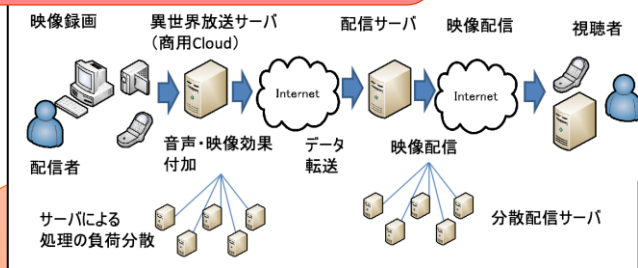 映像録画
異世界放送サーバ
(商用Cloud)
配信サーバ
映像配信
視聴者
Internet
Internet
配信者
音声・映像効果
付加
データ
転送
映像配信
サーバによる
処理の負荷分散
分散配信サーバ